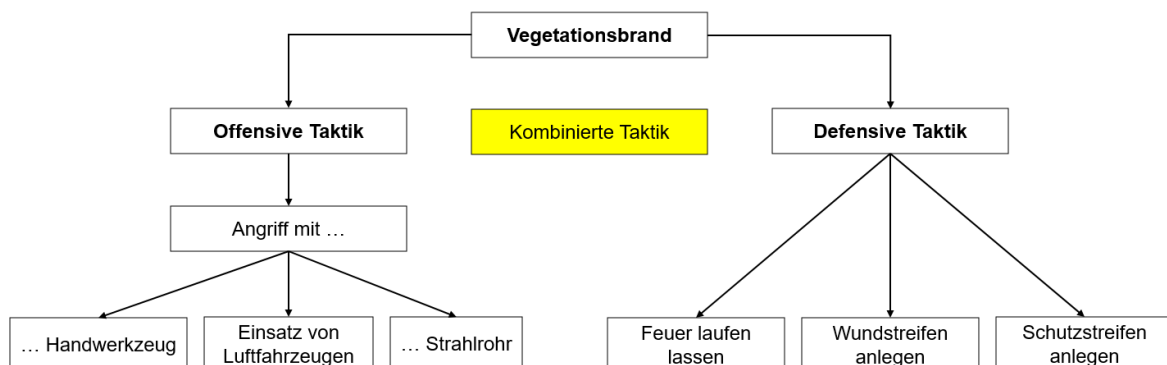 Vegetationsbrand
Offensive Taktik
Kombinierte Taktik
Defensive Taktik
Angriff mit …
… Handwerkzeug
Einsatz von
Luftfahrzeugen
… Strahlrohr
Feuer laufen
lassen
Wundstreifen
anlegen
Schutzstreifen
anlegen